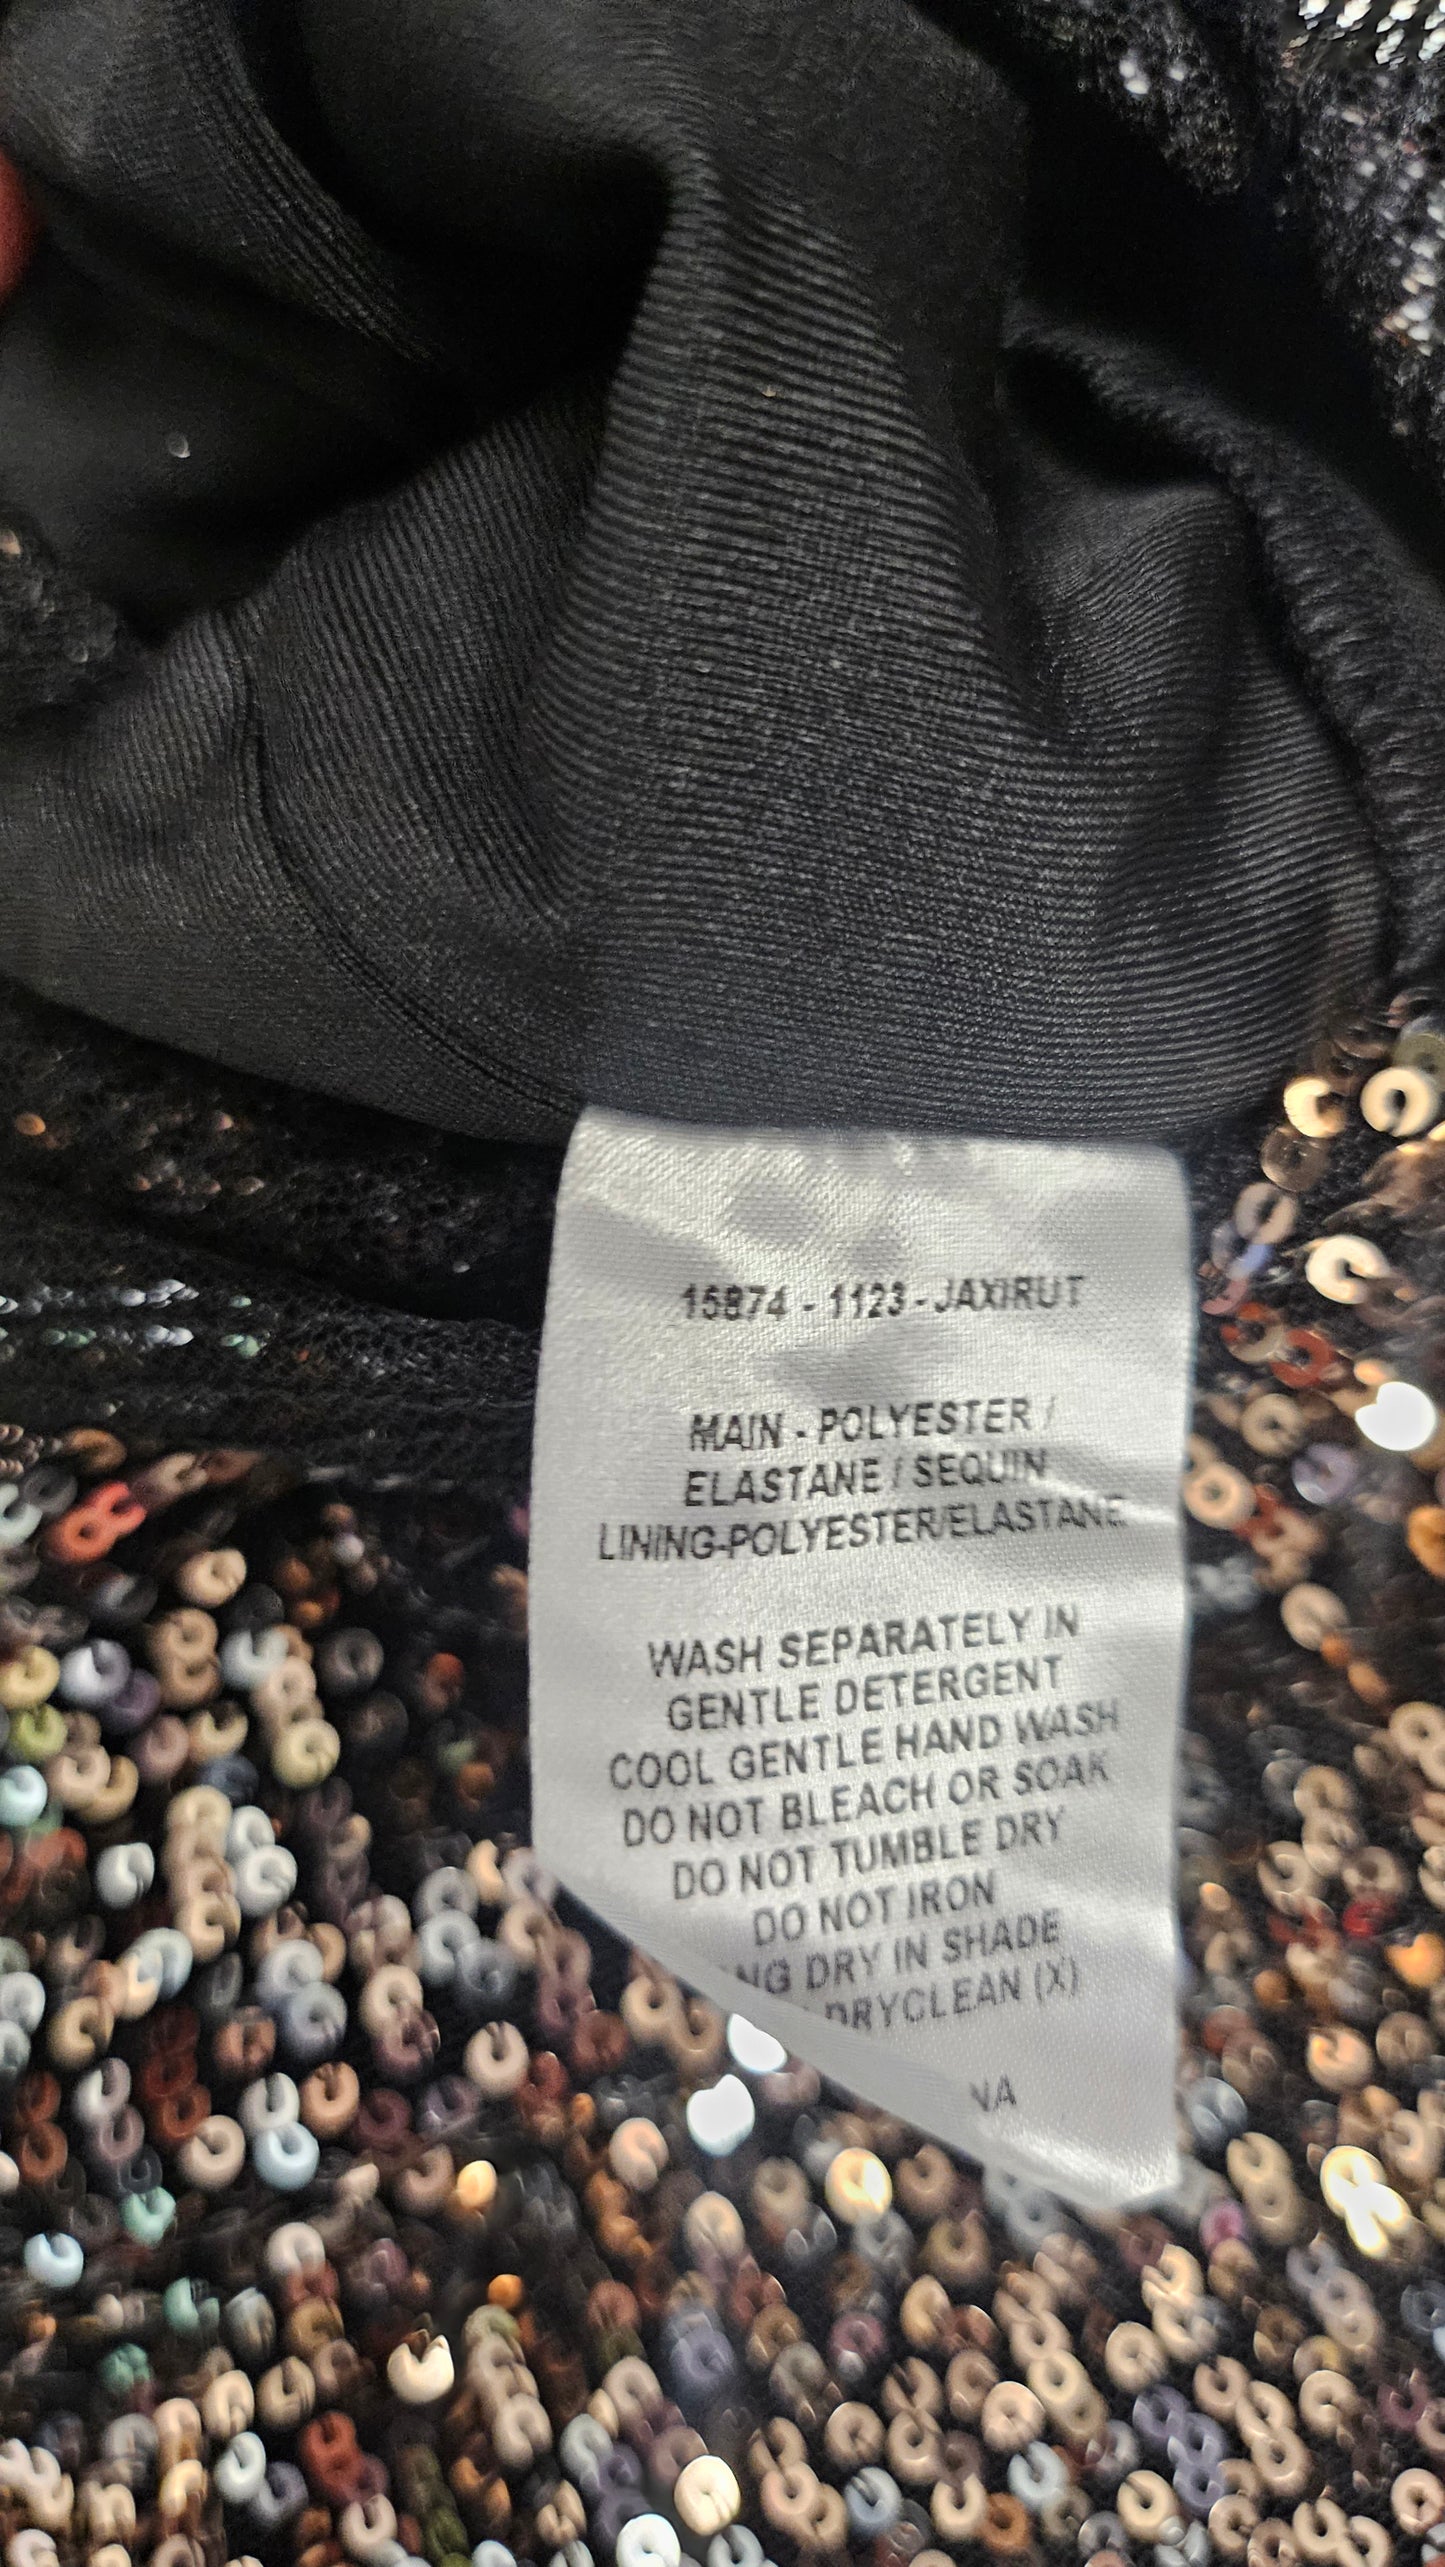 15874 - 1123 - JAXIRUT
MAIN - POLYESTER /
ELASTANE / SEQUIN
LINING-POLYESTER/ELASTANE
WASH SEPARATELY IN
GENTLE DETERGENT
COOL GENTLE HAND WASH
DO NOT BLEACH OR SOAK
DO NOT TUMBLE DRY
DO NOT IRON
DRY IN SHADE
DRYCLEAN (X)